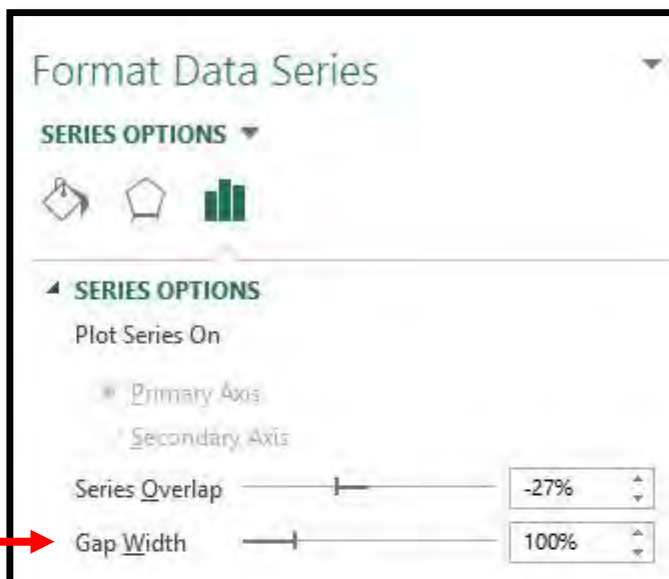 Format Data Series
SERIES OPTIONS
SERIES OPTIONS
Plot Series On
Primary Axis
Secondary Axis
Series Overlap -27%
Gap Width 100%